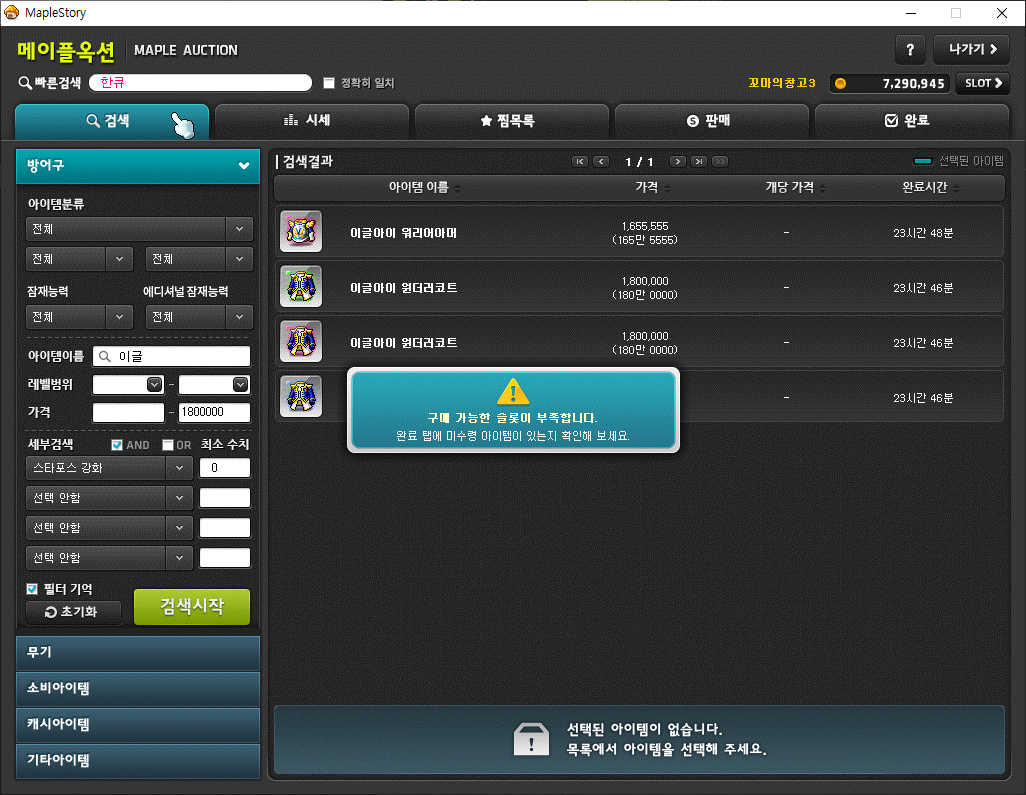 MapleStory
메이플옥션 MAPLE AUCTION ? 나가기
빠른검색 한큐 정확히 일치 꼬마의창고3 7,290,945 SLOT
검색 시세 찜목록 판매 완료
방어구
아이템분류
전체
전체 전체
잠재능력 에디셔널 잠재능력
전체 전체
아이템이름 이글
레벨범위 -
가격 - 1800000
세부검색 AND OR 최소 수치
스타포스 강화 0
선택 안함
선택 안함
선택 안함
필터 기억
초기화 검색시작
무기
소비아이템
캐시아이템
기타아이템
검색결과 1 / 1 선택된 아이템
아이템 이름 가격 개당 가격 완료시간
이글아이 워리어아머 1,655,555 (165만 5555) - 23시간 48분
이글아이 원더러코트 1,800,000 (180만 0000) - 23시간 46분
이글아이 원더러코트 1,800,000 (180만 0000) - 23시간 46분
- 23시간 46분
구매 가능한 슬롯이 부족합니다.
완료 탭에 미수령 아이템이 있는지 확인해 보세요.
선택된 아이템이 없습니다.
목록에서 아이템을 선택해 주세요.